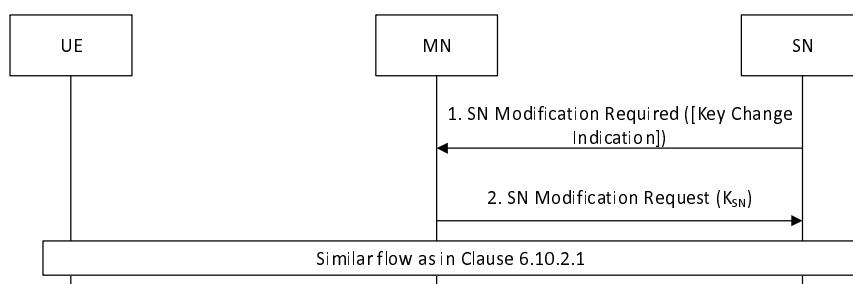 UE
MN
SN
1. SN Modification Required ([Key Change
Indication])
2. SN Modification Request (K_SN)
Similar flow as in Clause 6.10.2.1